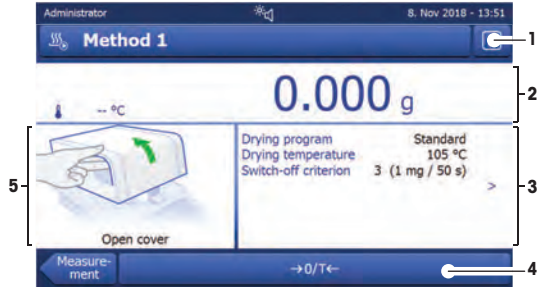 Administrator 8. Nov 2018 - 13:51
Method 1
1
0.000 g
-- °C
2
Drying program Standard
Drying temperature 105 °C
Switch-off criterion 3 (1 mg / 50 s)
>
3
5
Open cover
Measure-
ment
→0/T←
4